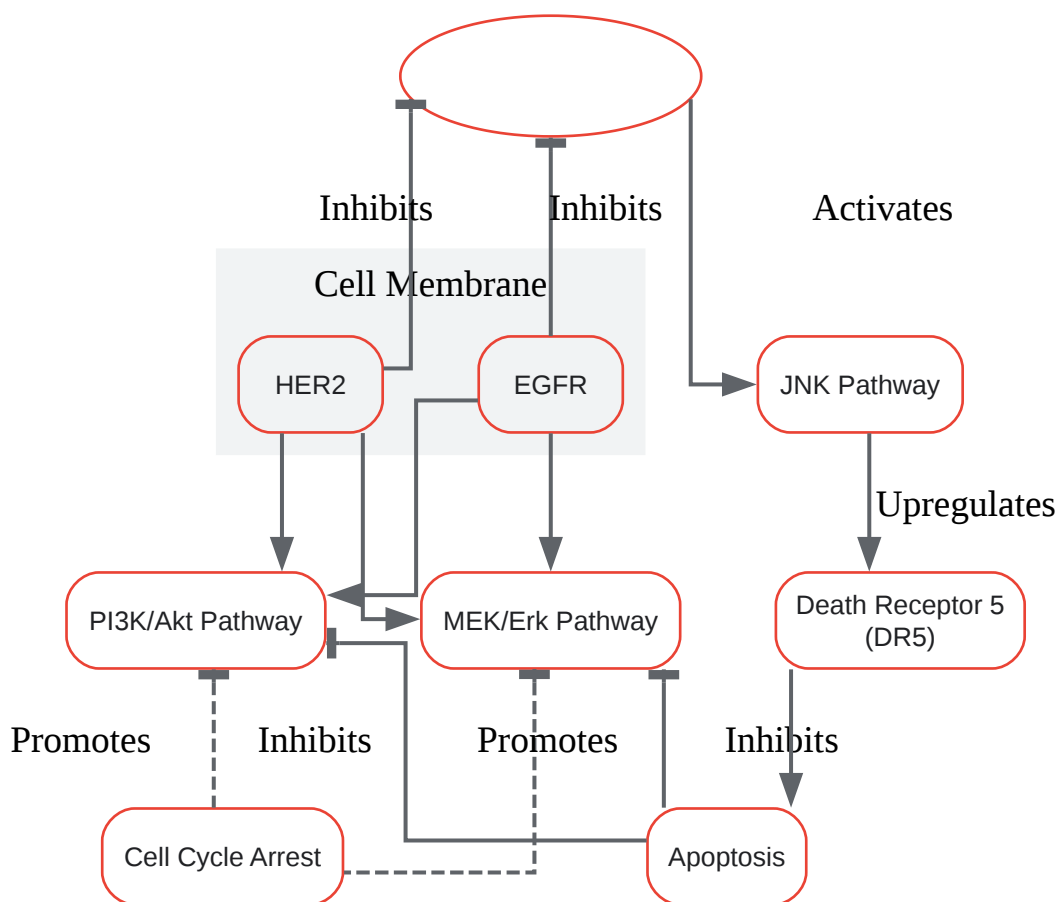 Inhibits
Inhibits
Activates
Cell Membrane
HER2
EGFR
JNK Pathway
Upregulates
PI3K/Akt Pathway
MEK/Erk Pathway
Death Receptor 5
(DR5)
Promotes
Inhibits
Promotes
Inhibits
Cell Cycle Arrest
Apoptosis